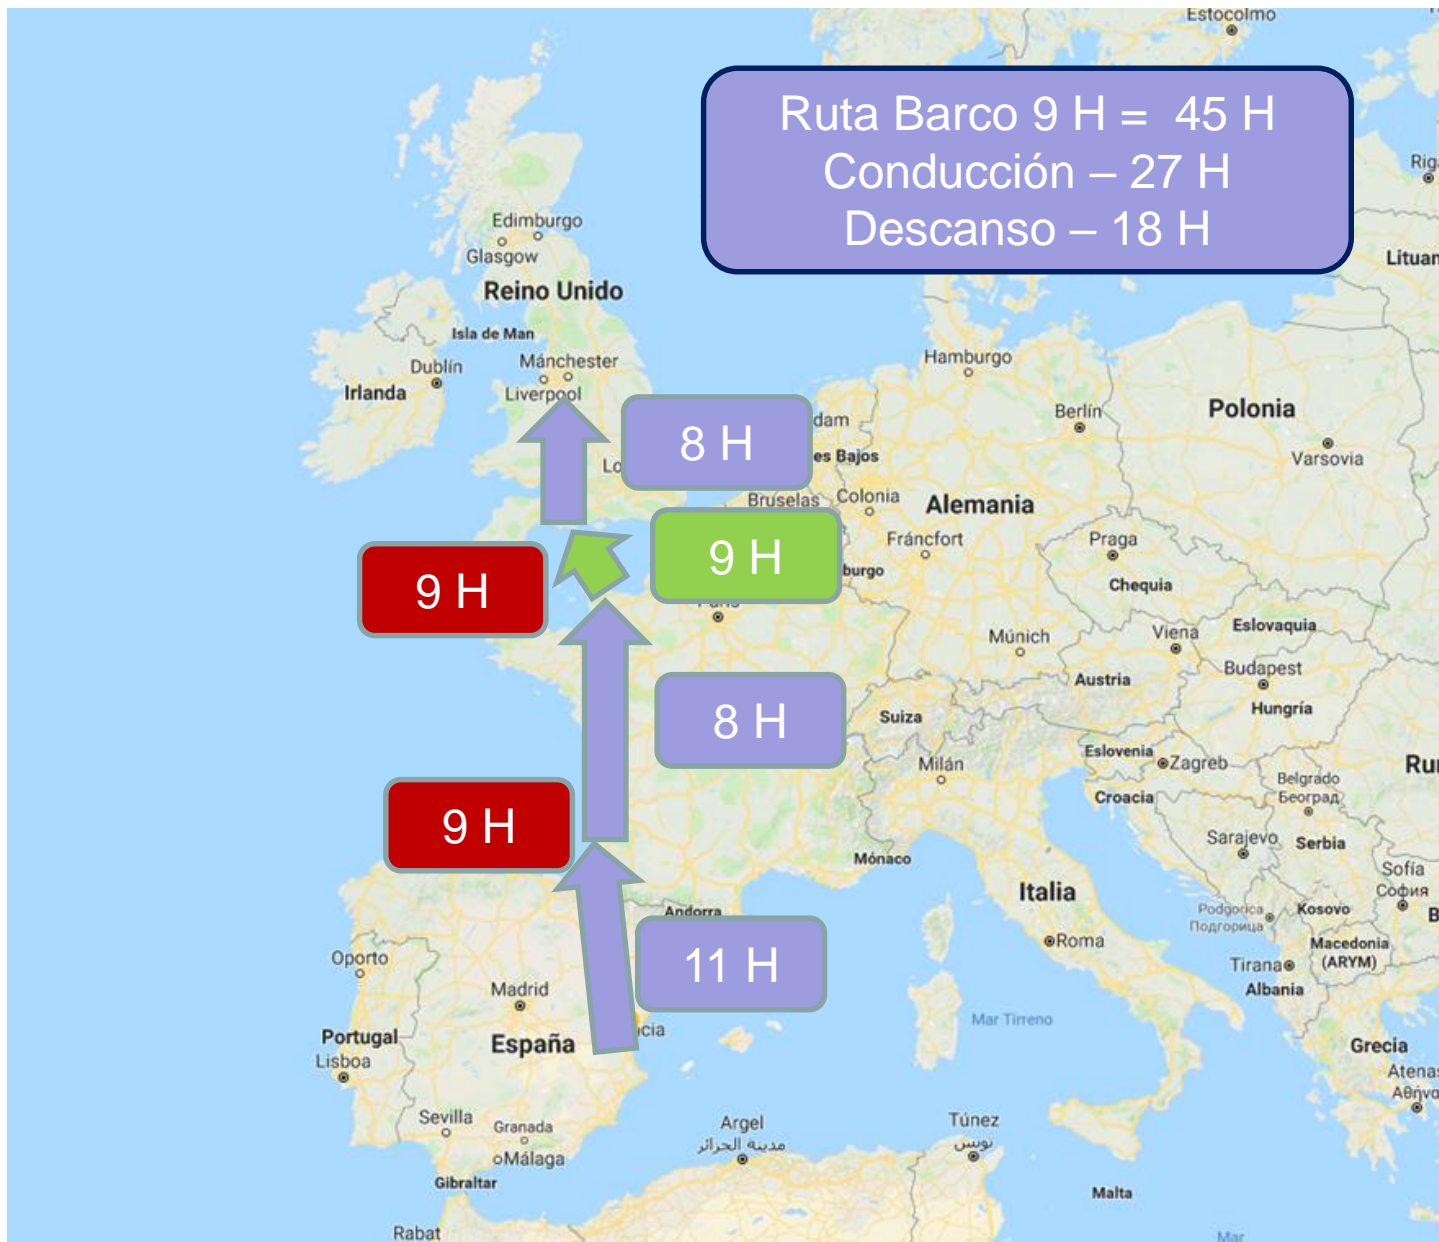 Estocolmo
Ruta Barco 9 H = 45 H
Conducción – 27 H
Descanso – 18 H
Edimburgo
Glasgow
Reino Unido
Isla de Man
Mánchester
Dublín
Liverpool
Irlanda
Hamburgo
Berlín
Polonia
Varsovia
8 H
dam
es Bajos
Lo
Bruselas
Colonia
Alemania
Fráncfort
Praga
Chequia
9 H
9 H
burgo
Múnich
Viena
Eslovaquia
Budapest
Austria
Hungría
Suiza
8 H
Milán
Eslovenia
Zagreb
Croacia
Belgrado
Београд
Sarajevo
Serbia
Mónaco
9 H
Sofía
София
Italia
Andorra
Podgorica
Подгорица
Kosovo
Roma
Macedonia
(ARYM)
Tirana
Albania
Oporto
11 H
Madrid
Mar Tirreno
Portugal
España
cia
Lisboa
Grecia
Sevilla
Granada
Málaga
Argel
مدينة الجزائر
Túnez
تونس
Gibraltar
Malta
Rabat
Mar